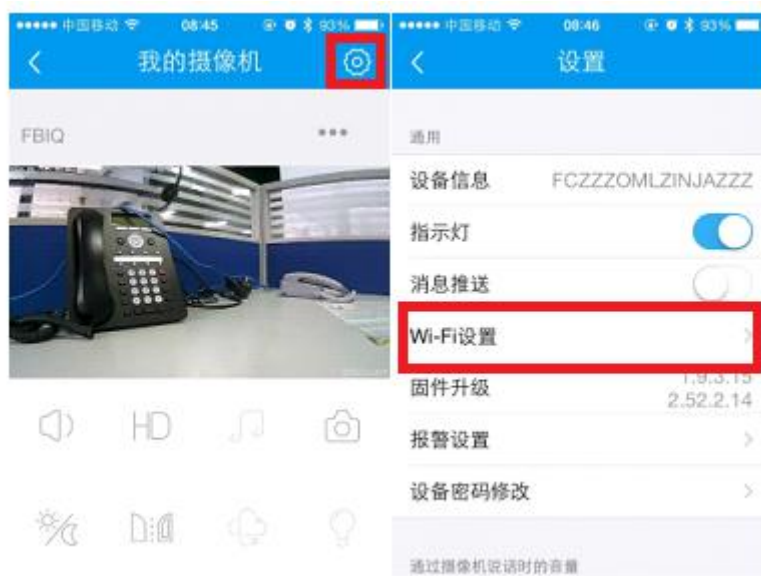 中国移动 08:45 93%
我的摄像机
FBIQ
HD
中国移动 08:46 93%
设置
通用
设备信息 FCZZZOMLZINJAZZZ
指示灯
消息推送
Wi-Fi设置
固件升级 1.9.3.15
2.52.2.14
报警设置
设备密码修改
通过摄像机说话时的音量